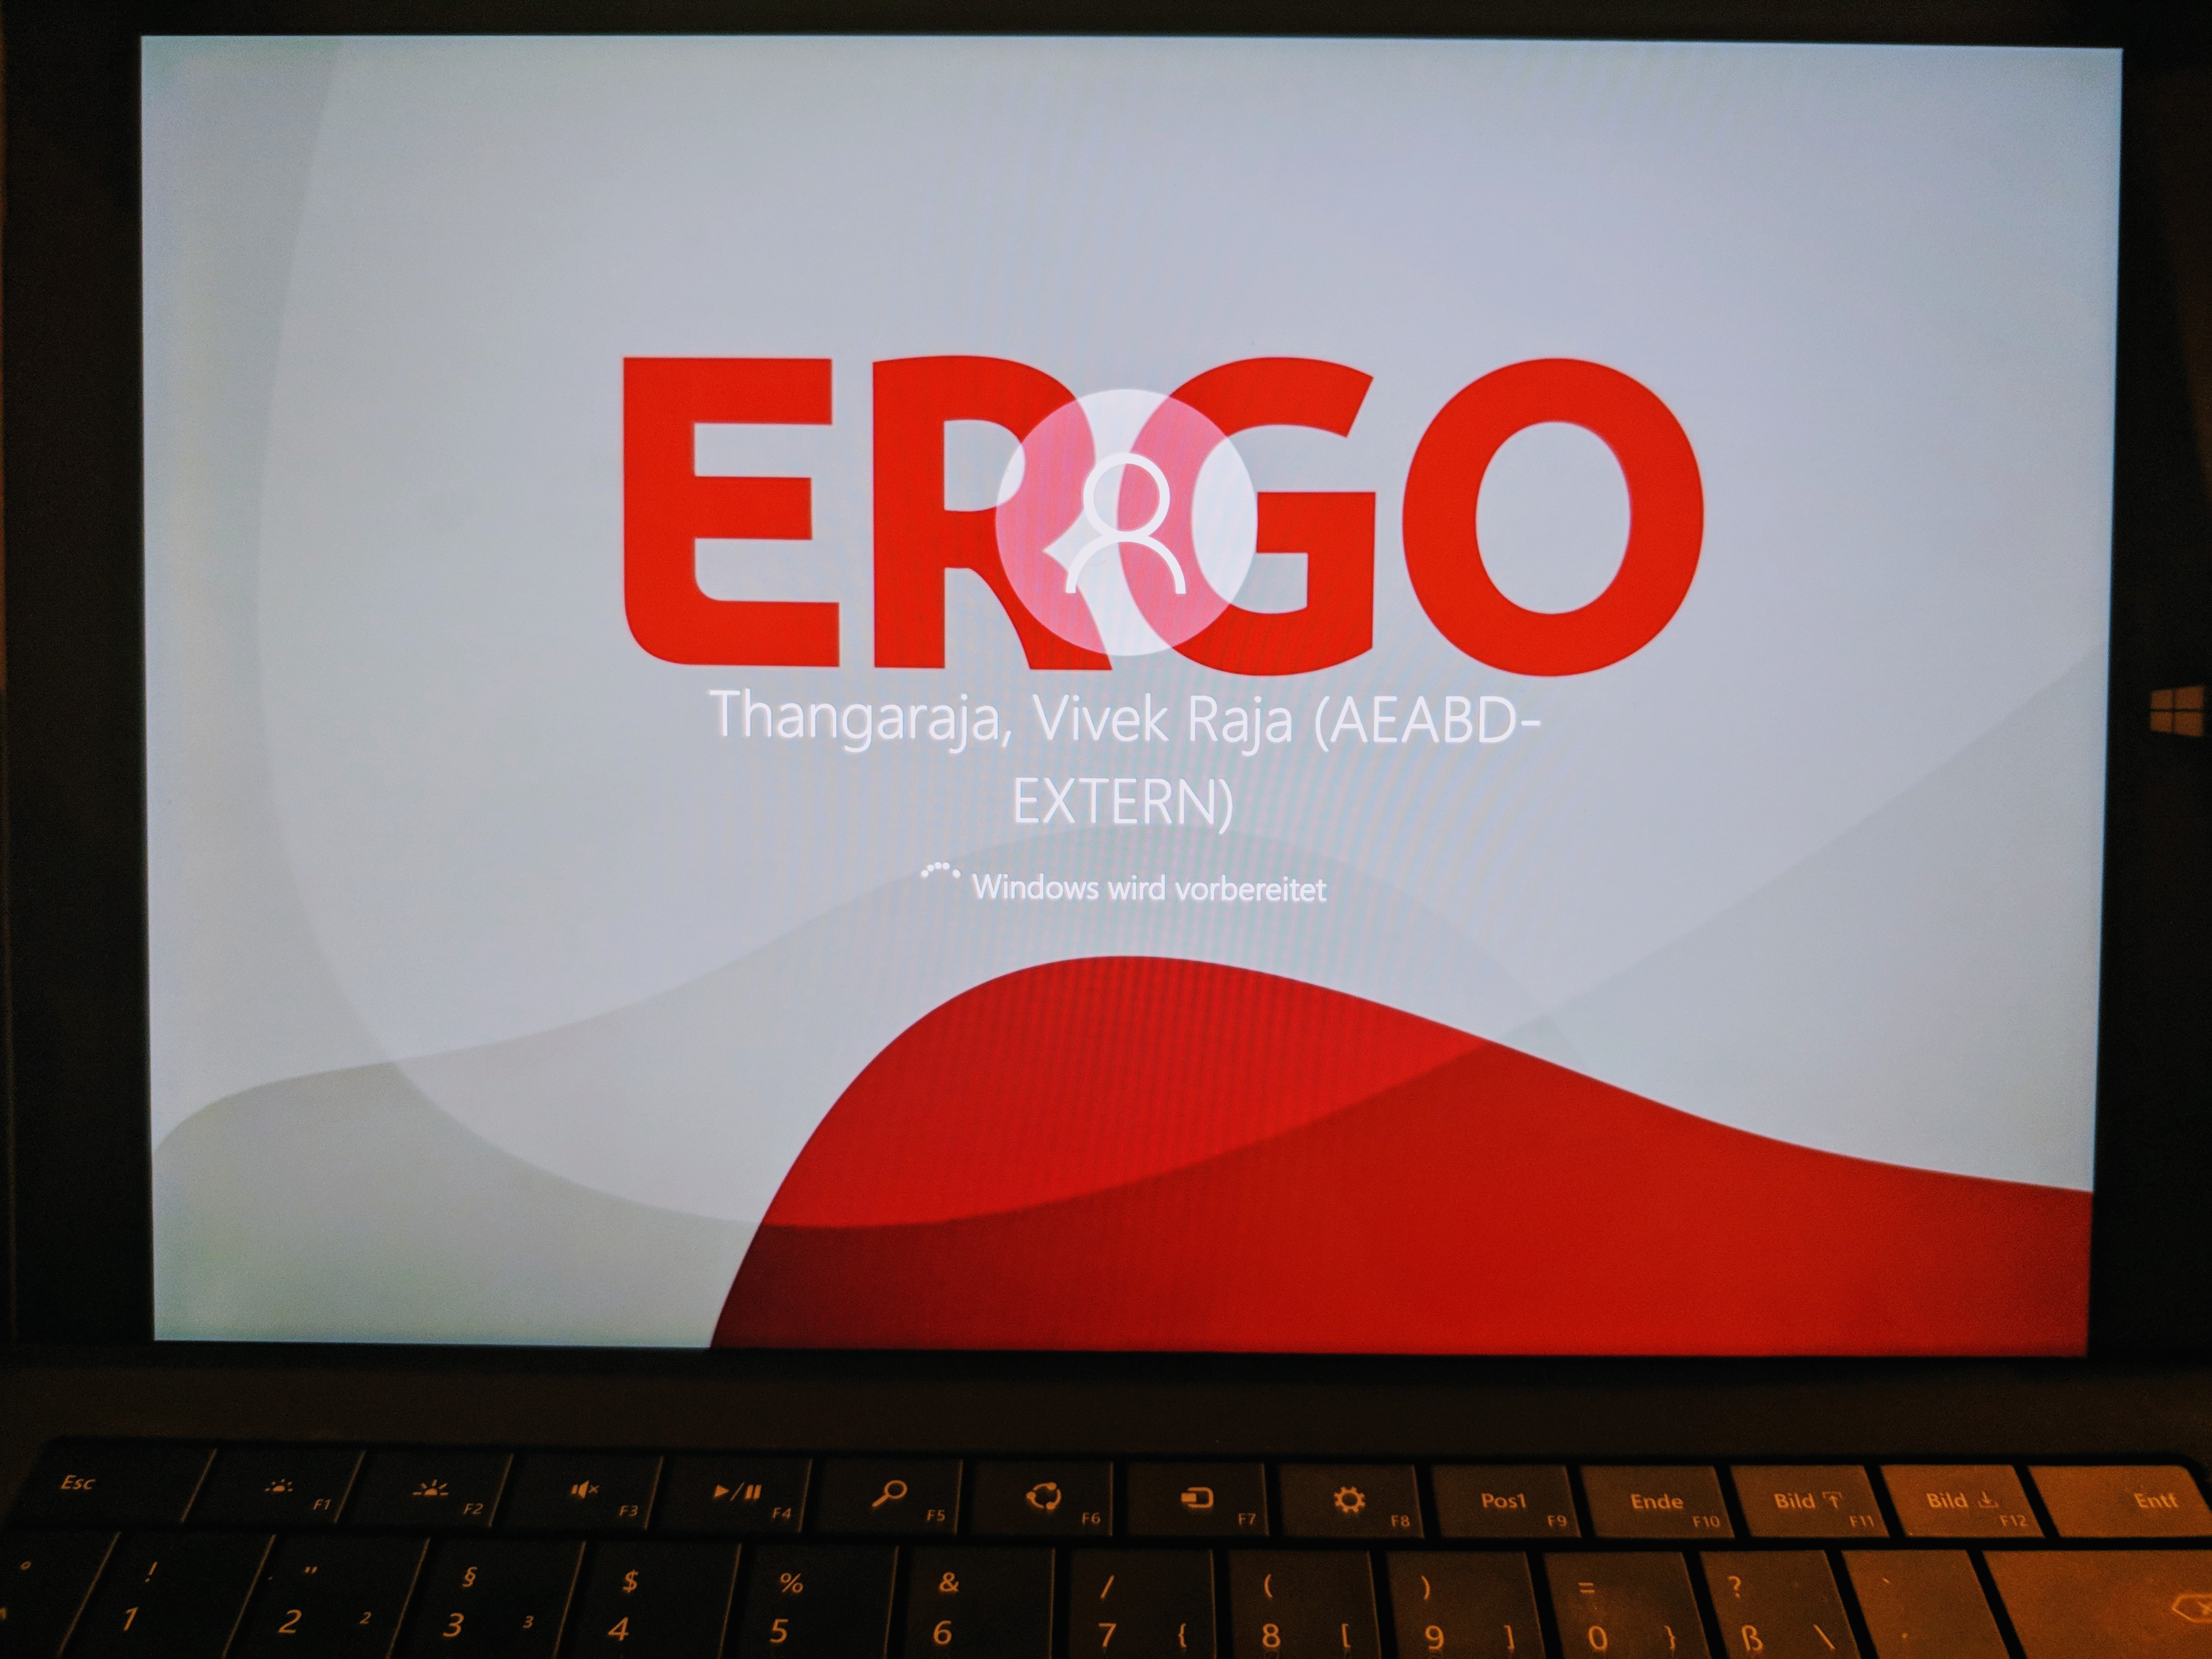 ERGO
Thangaraja, Vivek Raja (AEABD-
EXTERN)
Windows wird vorbereitet
Esc F1 F2 F3 F4 F5 F6 F7 F8 Pos1 F9 Ende F10 Bild F11 Bild F12 Entf
° ! " § $ % & / ( ) = ? `
1 2 ² 3 ³ 4 5 6 7 { 8 [ 9 ] 0 } ß \ ´